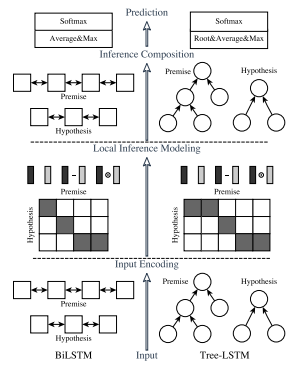 Prediction
Softmax
Average&Max
Softmax
Root&Average&Max
Inference Composition
Premise
Hypothesis
Premise
Hypothesis
Local Inference Modeling
Premise
Hypothesis
Premise
Hypothesis
Input Encoding
Premise
Hypothesis
Premise
Hypothesis
BiLSTM
Input
Tree-LSTM